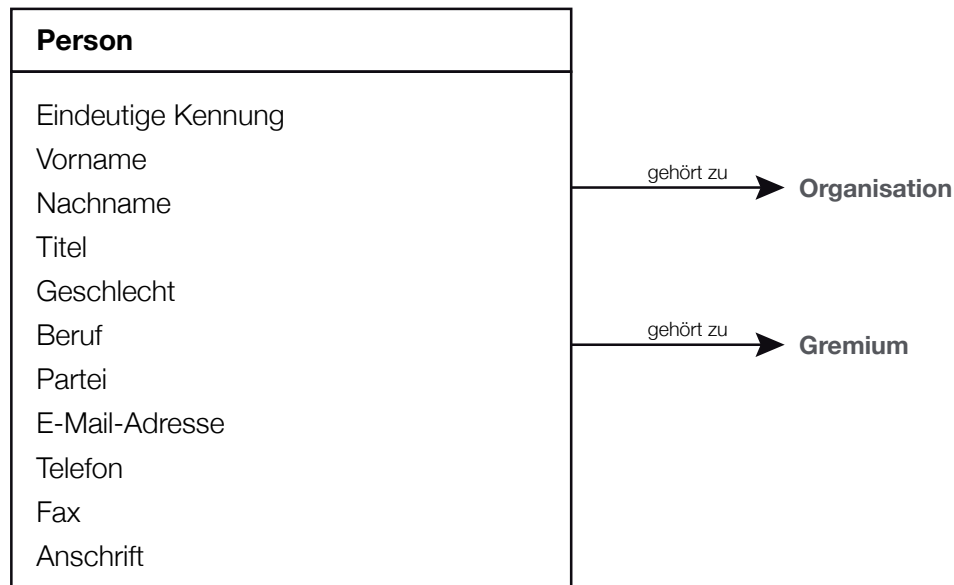 Person
Eindeutige Kennung
Vorname
Nachname
Titel
Geschlecht
Beruf
Partei
E-Mail-Adresse
Telefon
Fax
Anschrift
gehört zu
Organisation
gehört zu
Gremium